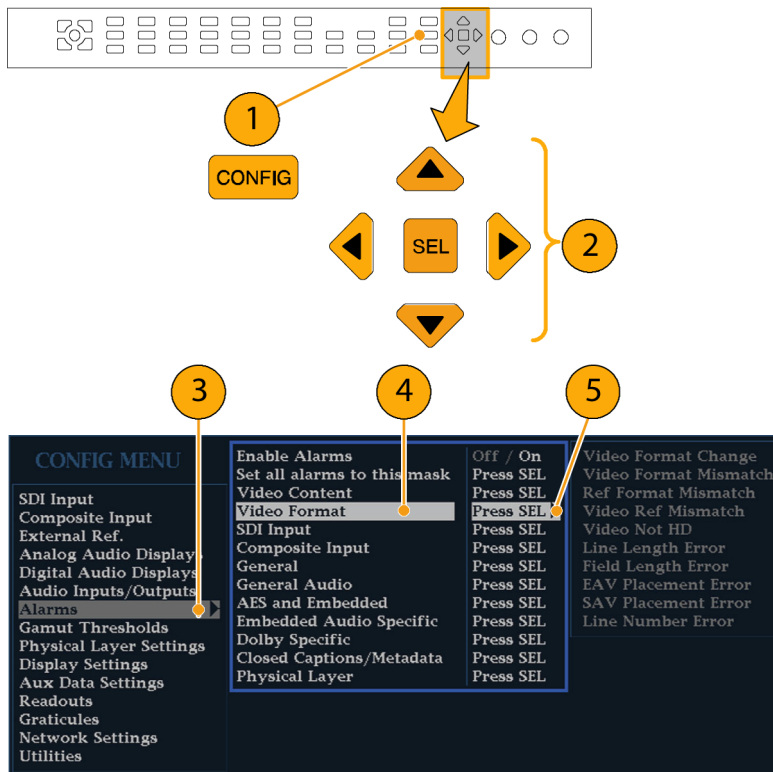 1
CONFIG
SEL
2
3
4
5
CONFIG MENU
SDI Input
Composite Input
External Ref.
Analog Audio Displays
Digital Audio Displays
Audio Inputs/Outputs
Alarms
Gamut Thresholds
Physical Layer Settings
Display Settings
Aux Data Settings
Readouts
Graticules
Network Settings
Utilities
Enable Alarms Off / On
Set all alarms to this mask Press SEL
Video Content Press SEL
Video Format Press SEL
SDI Input Press SEL
Composite Input Press SEL
General Press SEL
General Audio Press SEL
AES and Embedded Press SEL
Embedded Audio Specific Press SEL
Dolby Specific Press SEL
Closed Captions/Metadata Press SEL
Physical Layer Press SEL
Video Format Change
Video Format Mismatch
Ref Format Mismatch
Video Ref Mismatch
Video Not HD
Line Length Error
Field Length Error
EAV Placement Error
SAV Placement Error
Line Number Error